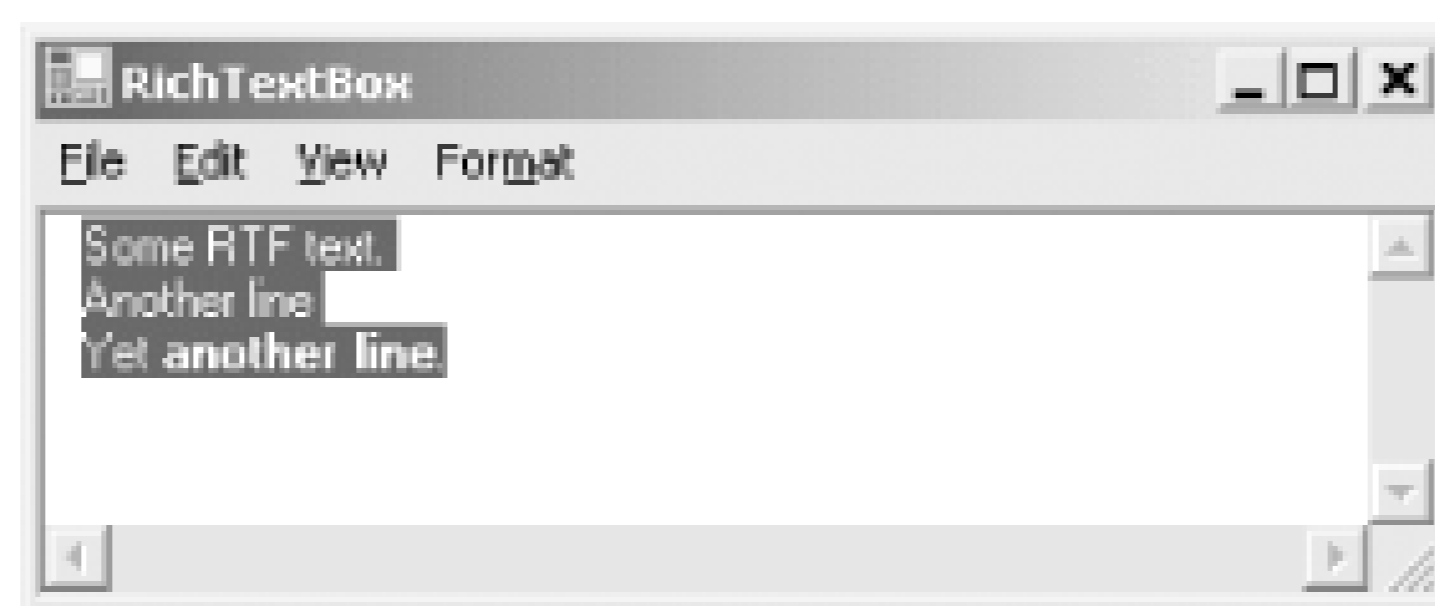 RichTextBox
File Edit View Format
Some RTF text.
Another line
Yet another line.